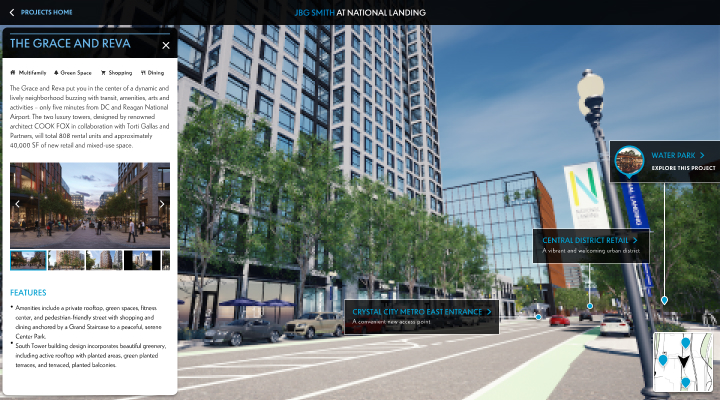 PROJECTS HOME
JBG SMITH AT NATIONAL LANDING
THE GRACE AND REVA
Multifamily Green Space Shopping Dining
The Grace and Reva put you in the center of a dynamic and
lively neighborhood buzzing with transit, amenities, arts and
activities - only five minutes from DC and Reagan National
Airport. The two luxury towers, designed by renowned
architect COOK FOX in collaboration with Torti Gallas and
Partners, will total 808 rental units and approximately
40,000 SF of new retail and mixed-use space.
FEATURES
• Amenities include a private rooftop, green spaces, fitness
center, and pedestrian-friendly street with shopping and
dining anchored by a Grand Staircase to a peaceful, serene
Center Park.
• South Tower building design incorporates beautiful greenery,
including active rooftop with planted areas, green planted
terraces, and terraced, planted balconies.
WATER PARK
EXPLORE THIS PROJECT
N
CENTRAL DISTRICT RETAIL
A vibrant and welcoming urban district
CRYSTAL CITY METRO EAST ENTRANCE
A convenient new access point